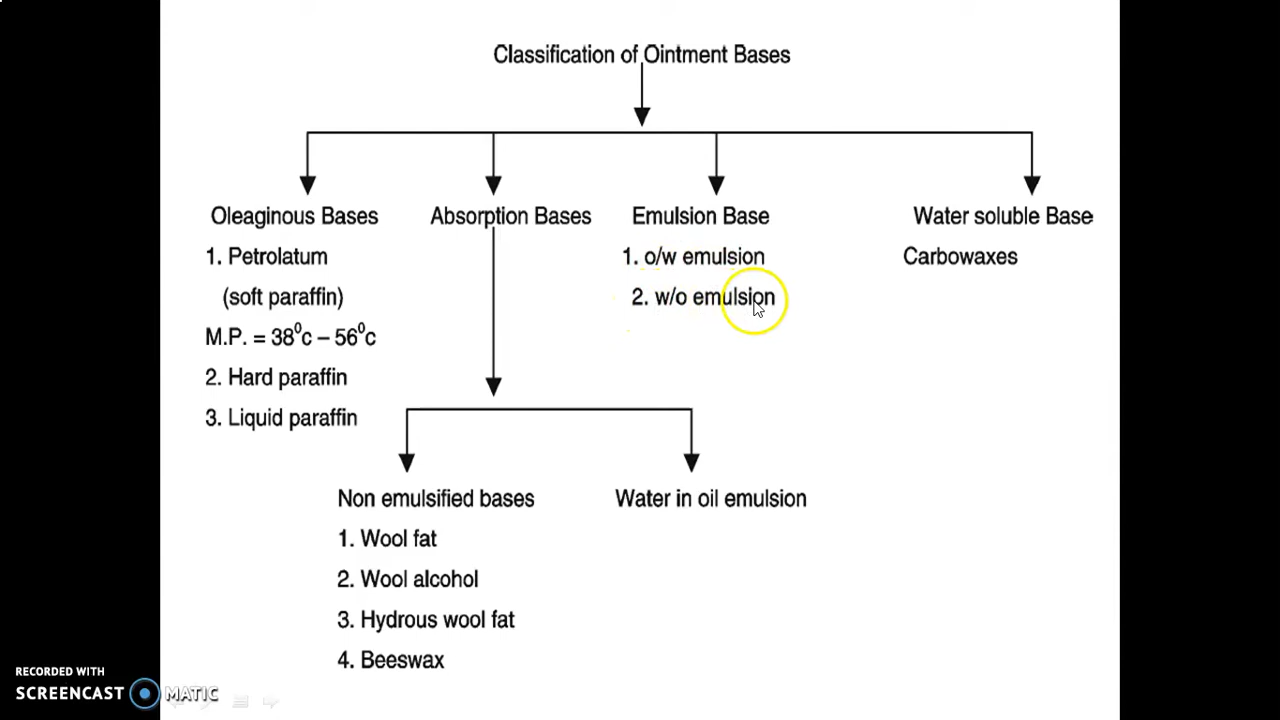 Classification of Ointment Bases
Oleaginous Bases
1. Petrolatum
(soft paraffin)
M.P. = 38⁰c – 56⁰c
2. Hard paraffin
3. Liquid paraffin
Absorption Bases
Non emulsified bases
1. Wool fat
2. Wool alcohol
3. Hydrous wool fat
4. Beeswax
Water in oil emulsion
Emulsion Base
1. o/w emulsion
2. w/o emulsion
Water soluble Base
Carbowaxes
RECORDED WITH
SCREENCAST MATIC